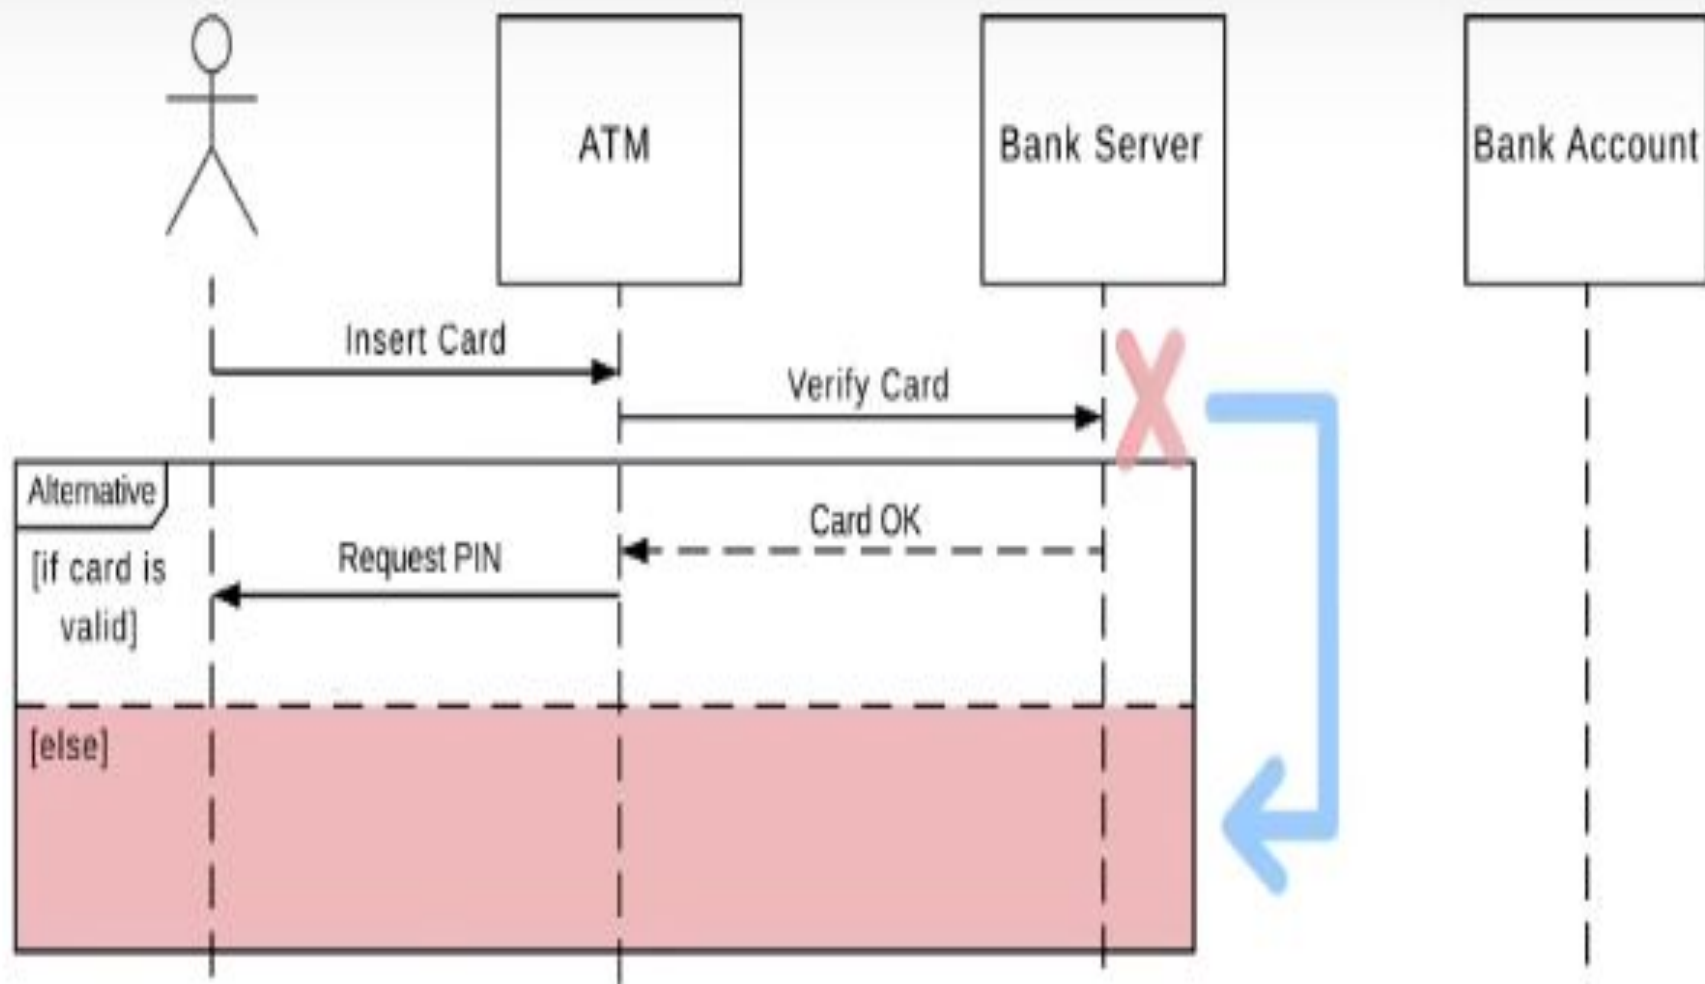 ATM
Bank Server
Bank Account
Insert Card
Verify Card
Alternative
Card OK
Request PIN
[if card is
valid]
[else]